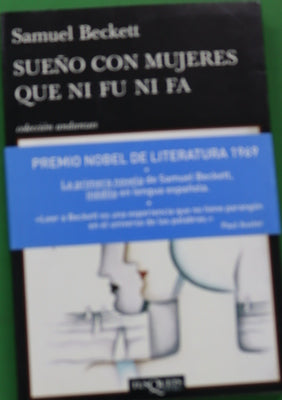 Samuel Beckett
SUEÑO CON MUJERES
QUE NI FU NI FA
colección andanzas
PREMIO NOBEL DE LITERATURA 1969
La primera novela de Samuel Beckett,
inédita en lengua española.
«Leer a Beckett es una experiencia que no tiene parangón
en el universo de las palabras.»
Paul Auster
TUSQUETS